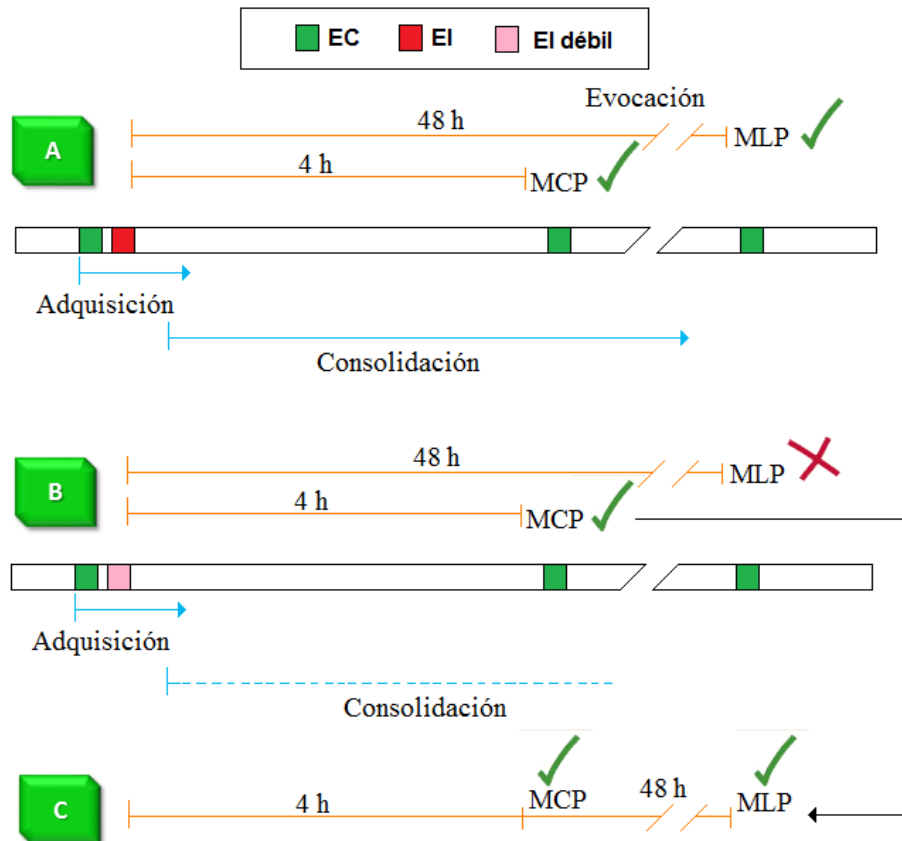 EC EI El débil
Evocación
A
48 h
MLP
4 h
MCP
Adquisición
Consolidación
B
48 h
MLP
4 h
MCP
Adquisición
Consolidación
C
4 h
MCP
48 h
MLP